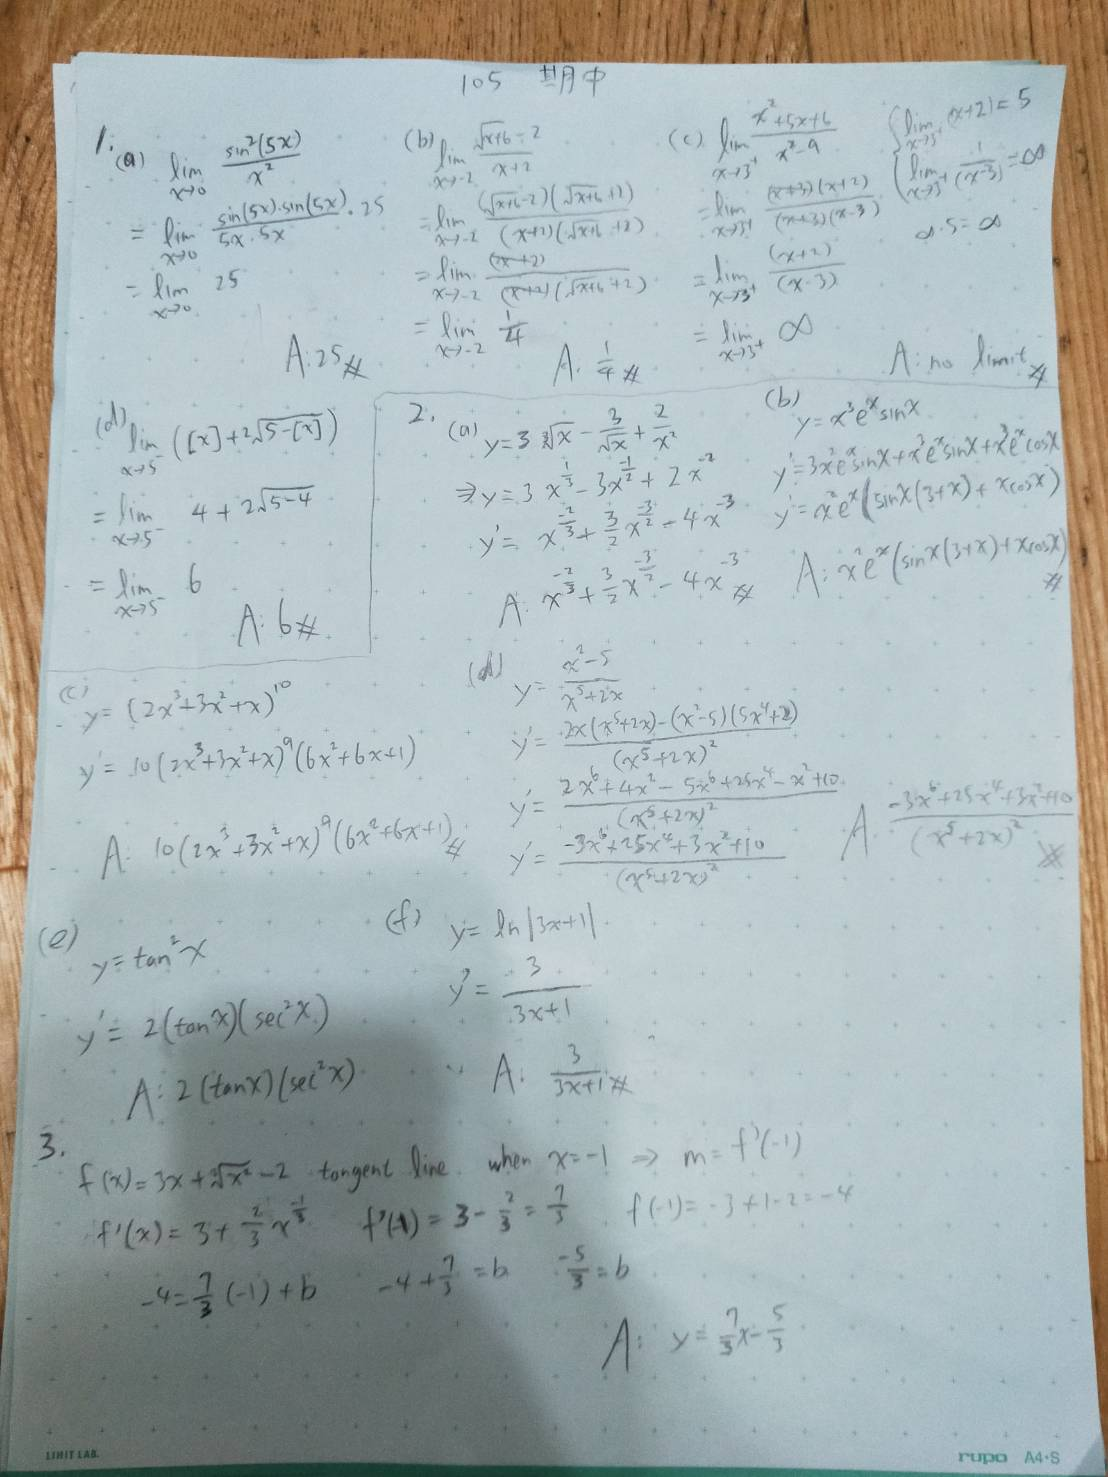 105 期中
1. (a) lim x→0 sin²(5x) / x²
= lim x→0 sin(5x)·sin(5x) / 5x·5x · 25
= lim x→0 25
A: 25 #
(b) lim x→-2 √x+6 - 2 / x+2
= lim x→-2 (√x+6 - 2)(√x+6 + 2) / (x+2)(√x+6 + 2)
= lim x→-2 (x+2) / (x+2)(√x+6 + 2)
= lim x→-2 1/4
A: 1/4 #
(c) lim x→3⁺ x²+5x+6 / x²-9
= lim x→3⁺ (x+3)(x+2) / (x+3)(x-3)
= lim x→3⁺ (x+2) / (x-3)
= lim x→3⁺ ∞
{ lim x→3⁺ (x+2) = 5
lim x→3⁺ 1/(x-3) = ∞
∞·5 = ∞
A: no limit #
(d) lim x→5⁻ ([x] + 2√5-[x])
= lim x→5⁻ 4 + 2√5-4
= lim x→5⁻ 6
A: 6 #
2. (a) y = 3 ∛x - 3/√x + 2/x²
⇒ y = 3 x^(1/3) - 3x^(-1/2) + 2x^(-2)
y' = x^(-2/3) + 3/2 x^(-3/2) - 4x^(-3)
A: x^(-2/3) + 3/2 x^(-3/2) - 4x^(-3) #
(b) y = x³eˣsinx
y' = 3x²eˣsinx + x³eˣsinx + x³eˣcosx
y' = x²eˣ(sinx(3+x) + xcosx)
A: x²eˣ(sinx(3+x) + xcosx) #
(c) y = (2x³+3x²+x)¹⁰
y' = 10(2x³+3x²+x)⁹(6x²+6x+1)
A: 10(2x³+3x²+x)⁹(6x²+6x+1) #
(d) y = x²-5 / x⁵+2x
y' = 2x(x⁵+2x)-(x²-5)(5x⁴+2) / (x⁵+2x)²
y' = 2x⁶+4x²-5x⁶+25x⁴-x²+10 / (x⁵+2x)²
y' = -3x⁶+25x⁴+3x²+10 / (x⁵+2x)²
A: -3x⁶+25x⁴+3x²+10 / (x⁵+2x)² #
(e) y = tan²x
y' = 2(tanx)(sec²x)
A: 2(tanx)(sec²x)
(f) y = ln|3x+1|
y' = 3 / 3x+1
A: 3 / 3x+1 #
3.
f(x) = 3x + ∛x² - 2 tangent line when x = -1 ⇒ m = f'(-1)
f'(x) = 3 + 2/3 x^(-1/3) f'(-1) = 3 - 2/3 = 7/3 f(-1) = -3+1-2 = -4
-4 = 7/3 (-1) + b -4 + 7/3 = b -5/3 = b
A: y = 7/3 x - 5/3
LIHIT LAB.
rupo A4·S